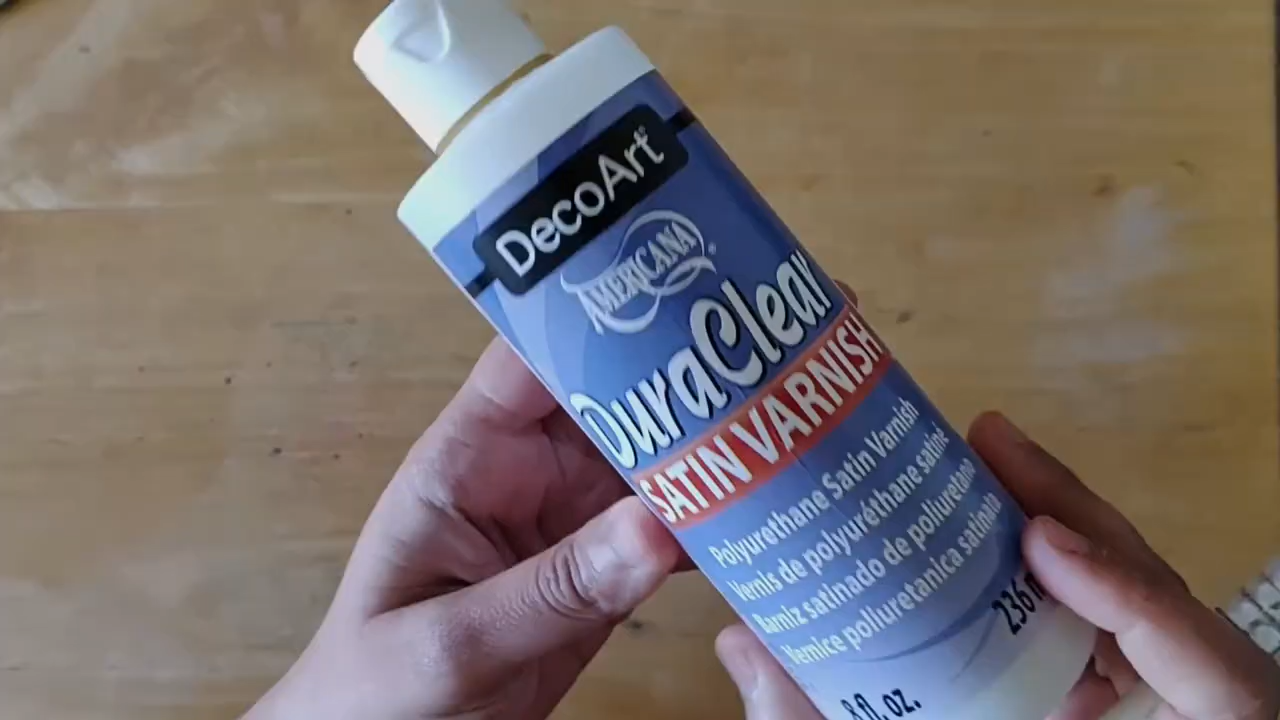 DecoArt®
AMERICANA®
DuraClear
SATIN VARNISH
Polyurethane Satin Varnish
Vernis de polyuréthane satiné
Barniz satinado de poliuretano
Vernice poliuretanica satinata
236 m
8 fl. oz.